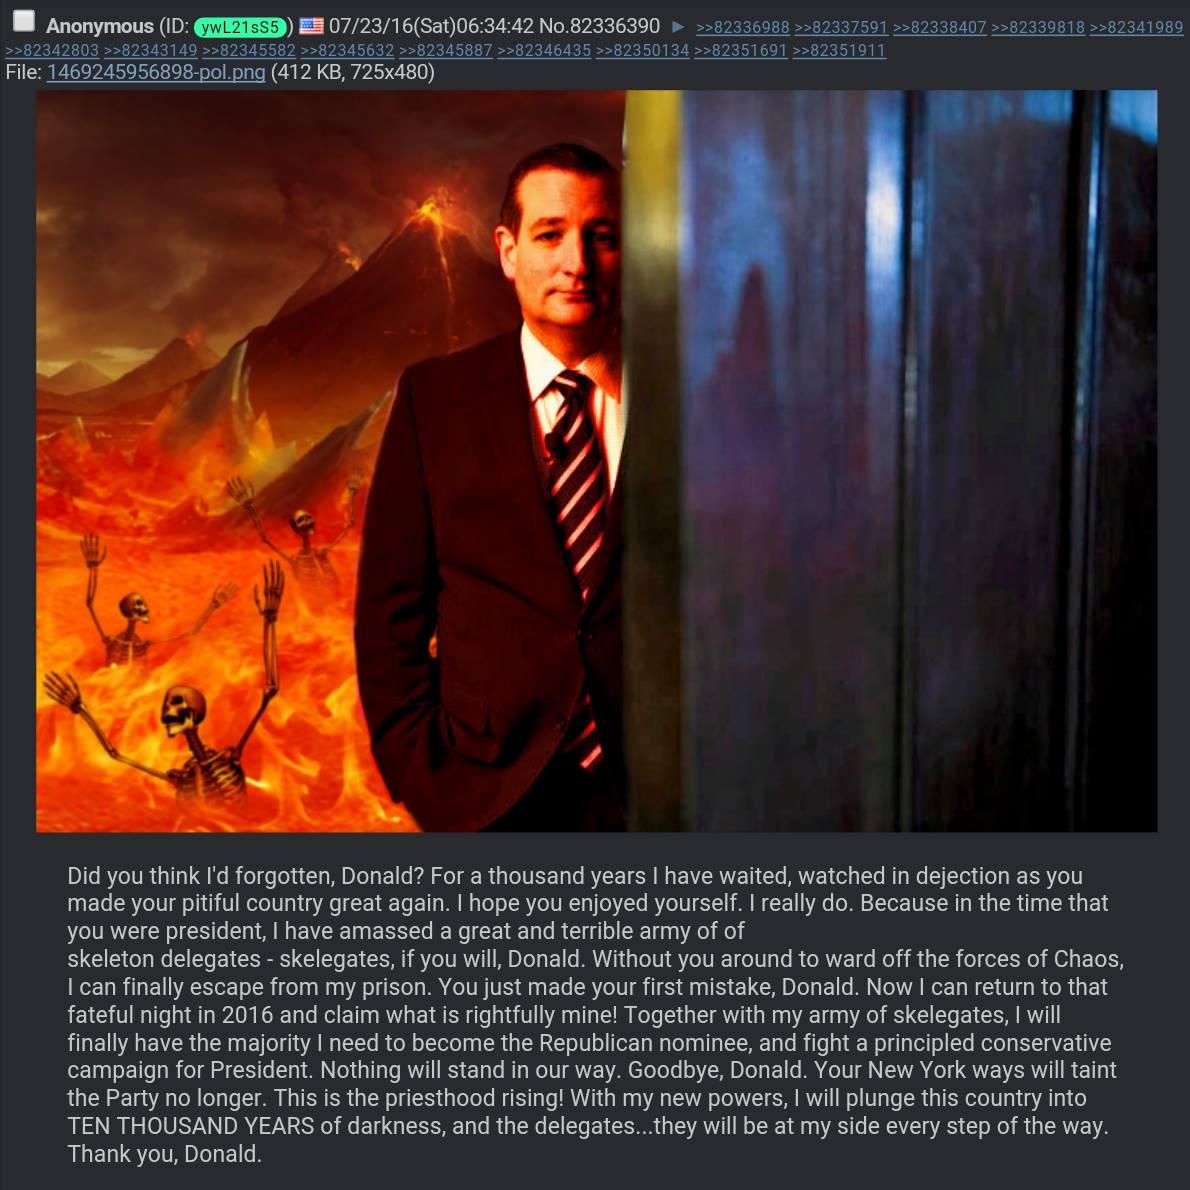 Anonymous (ID: ywL21sS5) 07/23/16(Sat)06:34:42 No.82336390 ► >>82336988 >>82337591 >>82338407 >>82339818 >>82341989
>>82342803 >>82343149 >>82345582 >>82345632 >>82345887 >>82346435 >>82350134 >>82351691 >>82351911
File: 1469245956898-pol.png (412 KB, 725x480)
Did you think I'd forgotten, Donald? For a thousand years I have waited, watched in dejection as you
made your pitiful country great again. I hope you enjoyed yourself. I really do. Because in the time that
you were president, I have amassed a great and terrible army of of
skeleton delegates - skelegates, if you will, Donald. Without you around to ward off the forces of Chaos,
I can finally escape from my prison. You just made your first mistake, Donald. Now I can return to that
fateful night in 2016 and claim what is rightfully mine! Together with my army of skelegates, I will
finally have the majority I need to become the Republican nominee, and fight a principled conservative
campaign for President. Nothing will stand in our way. Goodbye, Donald. Your New York ways will taint
the Party no longer. This is the priesthood rising! With my new powers, I will plunge this country into
TEN THOUSAND YEARS of darkness, and the delegates...they will be at my side every step of the way.
Thank you, Donald.